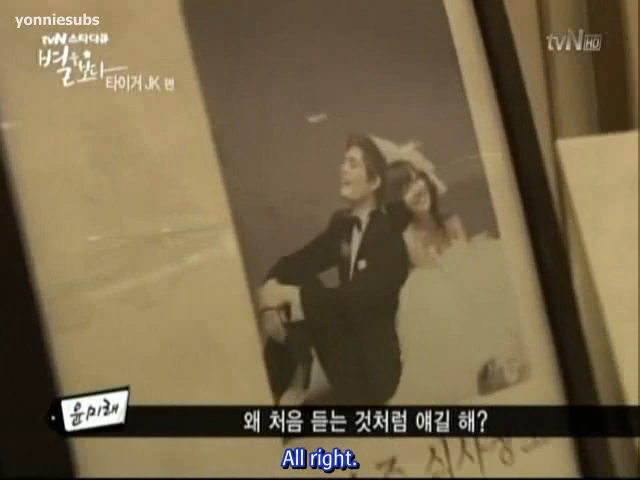 yonniesubs
tvN 스타다큐
별을 보다
타이거 JK 편
tvN HD
윤미래
왜 처음 듣는 것처럼 얘길 해?
All right.